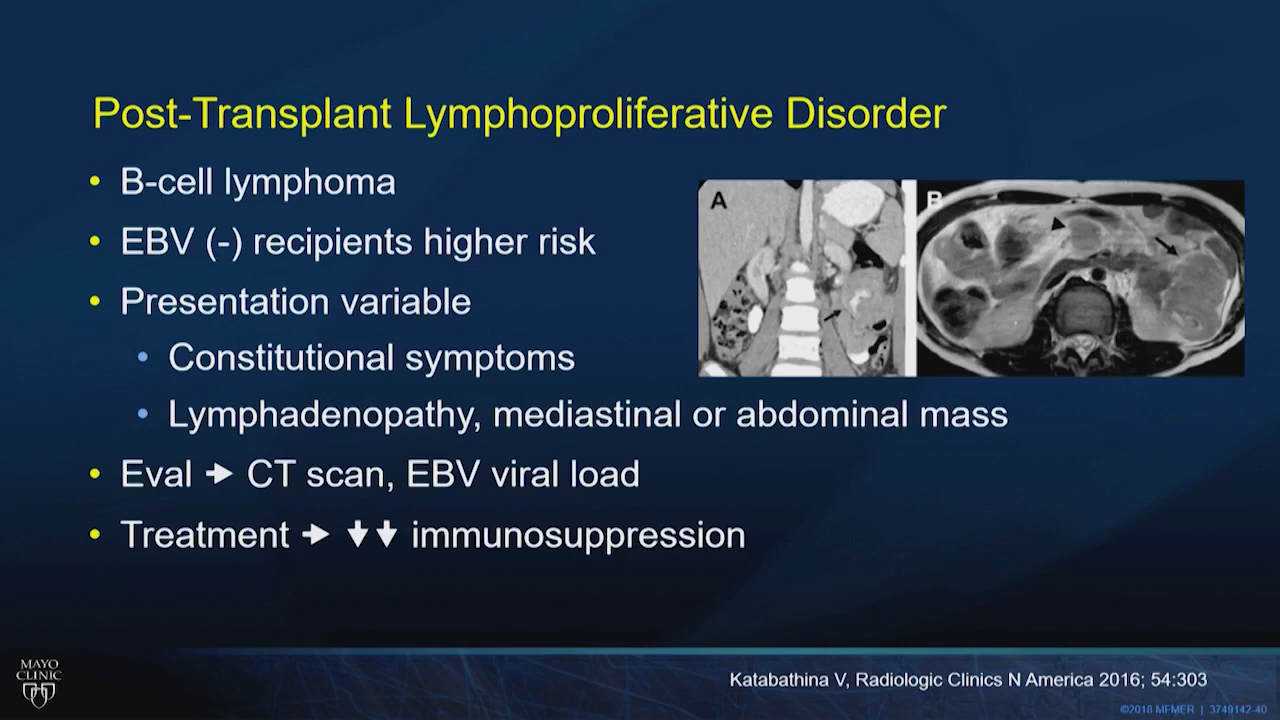 Post-Transplant Lymphoproliferative Disorder
• B-cell lymphoma
• EBV (-) recipients higher risk
• Presentation variable
• Constitutional symptoms
• Lymphadenopathy, mediastinal or abdominal mass
• Eval → CT scan, EBV viral load
• Treatment → ↓↓ immunosuppression
A
B
MAYO
CLINIC
Katabathina V, Radiologic Clinics N America 2016; 54:303
©2018 MFMER | 3749142-40